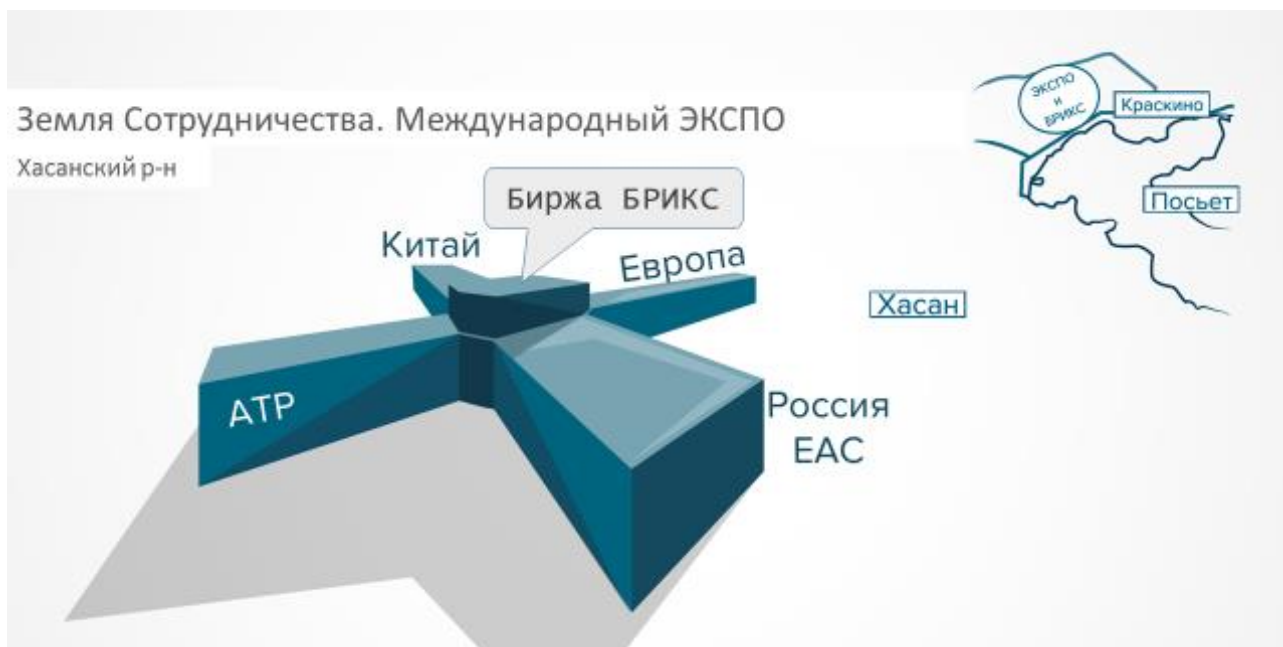 Земля Сотрудничества. Международный ЭКСПО
Хасанский р-н
ЭКСПО
и
БРИКС
Краскино
Посьет
Хасан
Биржа БРИКС
Китай
Европа
АТР
Россия
ЕАС